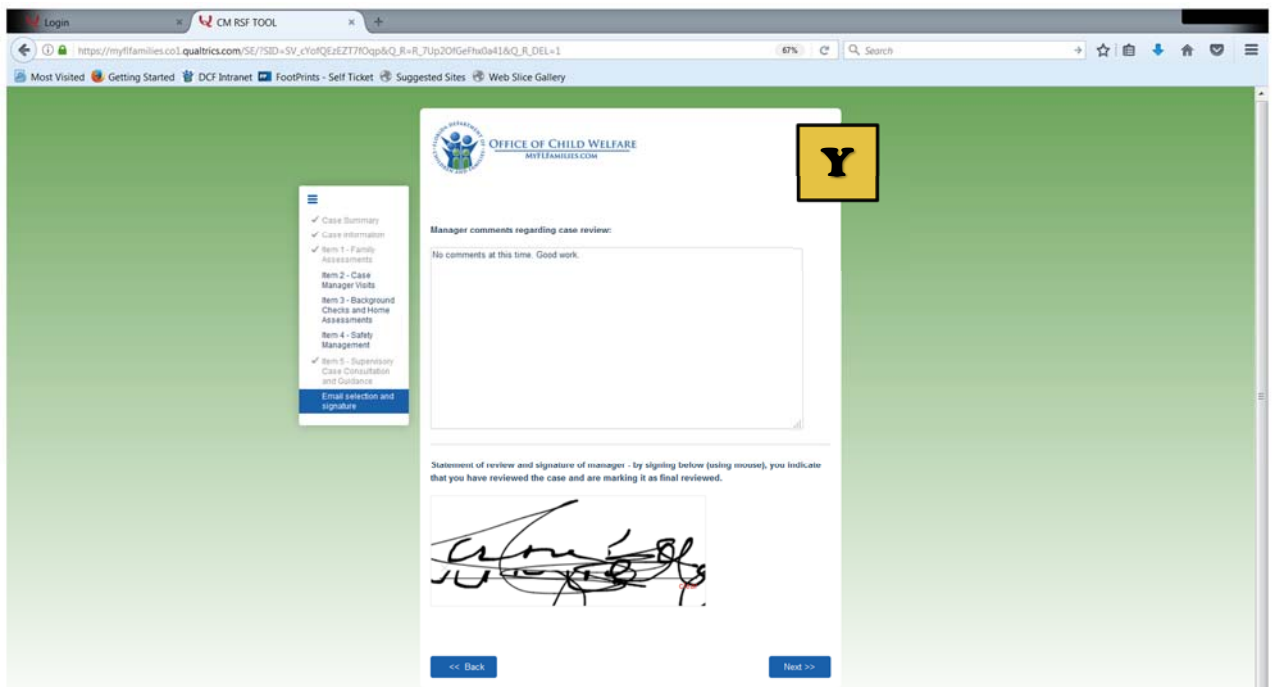 Login × CM RSF TOOL × +
https://myflfamilies.co1.qualtrics.com/SE/?SID=SV_cYofQEzEZT7fOqp&Q_R=R_7Up2OfGeFhx0a41&Q_R_DEL=1 67% Search
Most Visited Getting Started DCF Intranet FootPrints - Self Ticket Suggested Sites Web Slice Gallery
OFFICE OF CHILD WELFARE
MYFLFAMILIES.COM
Y
Case Summary
Case information
Item 1 - Family
Assessments
Item 2 - Case
Manager Visits
Item 3 - Background
Checks and Home
Assessments
Item 4 - Safety
Management
Item 5 - Supervisory
Case Consultation
and Guidance
Email selection and
signature
Manager comments regarding case review:
No comments at this time. Good work.
Statement of review and signature of manager - by signing below (using mouse), you indicate
that you have reviewed the case and are marking it as final reviewed.
<< Back
Next >>